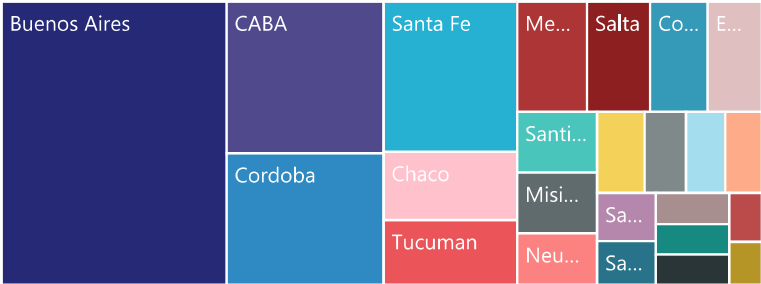 Buenos Aires
CABA
Cordoba
Santa Fe
Chaco
Tucuman
Me...
Salta
Co...
E...
Santi...
Misi...
Neu...
Sa...
Sa...